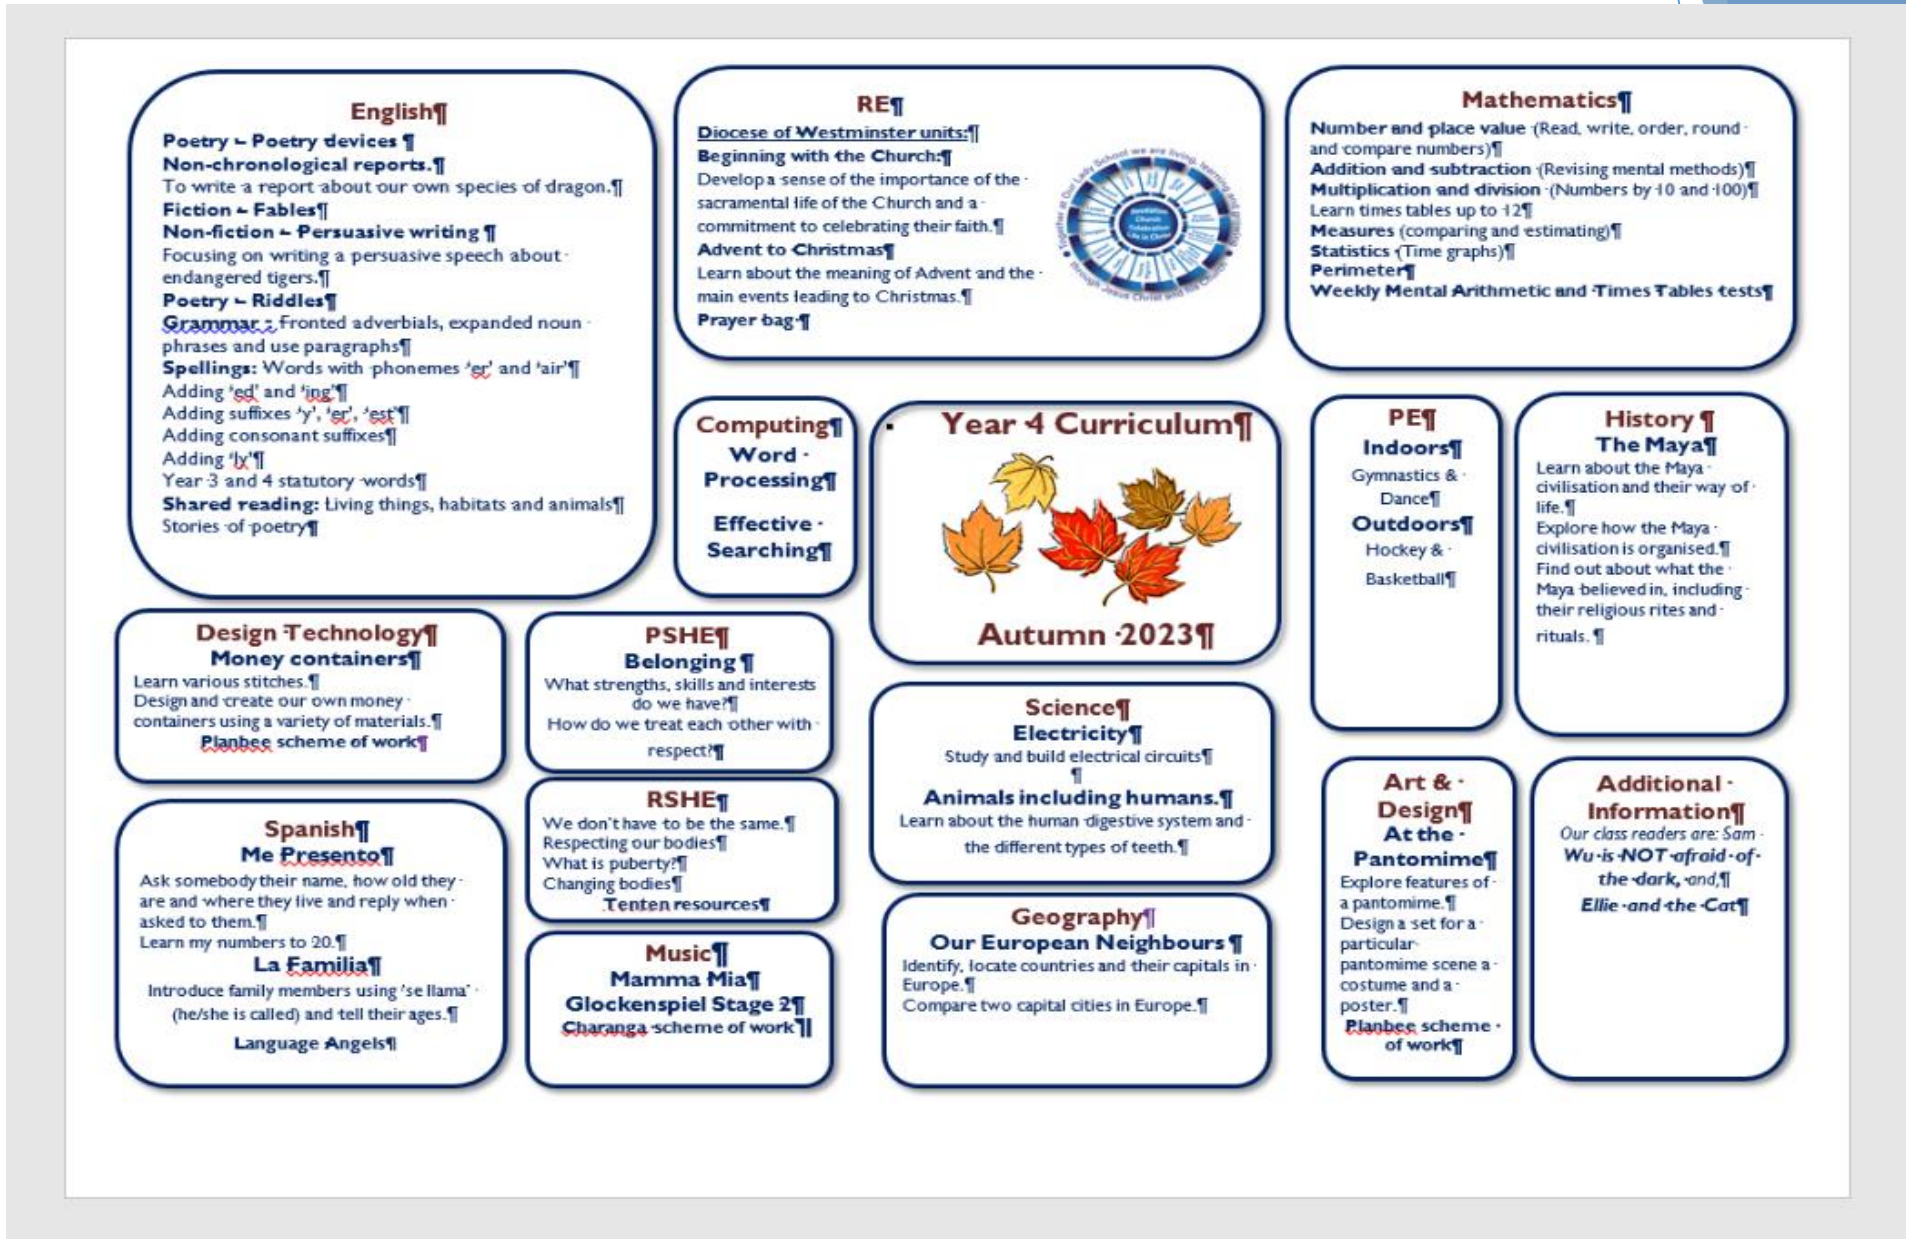 English¶
Poetry – Poetry devices ¶
Non-chronological reports.¶
To write a report about our own species of dragon.¶
Fiction – Fables¶
Non-fiction – Persuasive writing ¶
Focusing on writing a persuasive speech about
endangered tigers.¶
Poetry – Riddles¶
Grammar - Fronted adverbials, expanded noun
phrases and use paragraphs¶
Spellings: Words with phonemes ‘er’ and ‘air’¶
Adding ‘ed’ and ‘ing’¶
Adding suffixes ‘y’, ‘er’, ‘est’¶
Adding consonant suffixes¶
Adding ‘ly’¶
Year 3 and 4 statutory words¶
Shared reading: Living things, habitats and animals¶
Stories of poetry¶
RE¶
Diocese of Westminster units:¶
Beginning with the Church:¶
Develop a sense of the importance of the
sacramental life of the Church and a
commitment to celebrating their faith.¶
Advent to Christmas¶
Learn about the meaning of Advent and the
main events leading to Christmas.¶
Prayer bag ¶
Together at Our Lady School we are living, learning and growing
through Jesus Christ and his Church
Mathematics¶
Number and place value (Read, write, order, round
and compare numbers)¶
Addition and subtraction (Revising mental methods)¶
Multiplication and division (Numbers by 10 and 100)¶
Learn times tables up to 12¶
Measures (comparing and estimating)¶
Statistics (Time graphs)¶
Perimeter¶
Weekly Mental Arithmetic and Times Tables tests¶
Computing¶
Word
Processing¶
Effective
Searching¶
Year 4 Curriculum¶
Autumn 2023¶
PE¶
Indoors¶
Gymnastics &
Dance¶
Outdoors¶
Hockey &
Basketball¶
History ¶
The Maya¶
Learn about the Maya
civilisation and their way of
life.¶
Explore how the Maya
civilisation is organised.¶
Find out about what the
Maya believed in, including
their religious rites and
rituals. ¶
Design Technology¶
Money containers¶
Learn various stitches.¶
Design and create our own money
containers using a variety of materials.¶
Planbee scheme of work¶
PSHE¶
Belonging ¶
What strengths, skills and interests
do we have?¶
How do we treat each other with
respect?¶
Science¶
Electricity¶
Study and build electrical circuits¶
¶
Animals including humans.¶
Learn about the human digestive system and
the different types of teeth.¶
RSHE¶
We don’t have to be the same.¶
Respecting our bodies¶
What is puberty?¶
Changing bodies¶
Tenten resources¶
Spanish¶
Me Presento¶
Ask somebody their name, how old they
are and where they live and reply when
asked to them.¶
Learn my numbers to 20.¶
La Familia¶
Introduce family members using ‘se llama’
(he/she is called) and tell their ages.¶
Language Angels¶
Music¶
Mamma Mia¶
Glockenspiel Stage 2¶
Charanga scheme of work¶
Geography¶
Our European Neighbours ¶
Identify, locate countries and their capitals in
Europe.¶
Compare two capital cities in Europe.¶
Art &
Design¶
At the
Pantomime¶
Explore features of
a pantomime.¶
Design a set for a
particular
pantomime scene a
costume and a
poster.¶
Planbee scheme
of work¶
Additional
Information¶
Our class readers are: Sam
Wu is NOT afraid of
the dark, and,¶
Ellie and the Cat¶